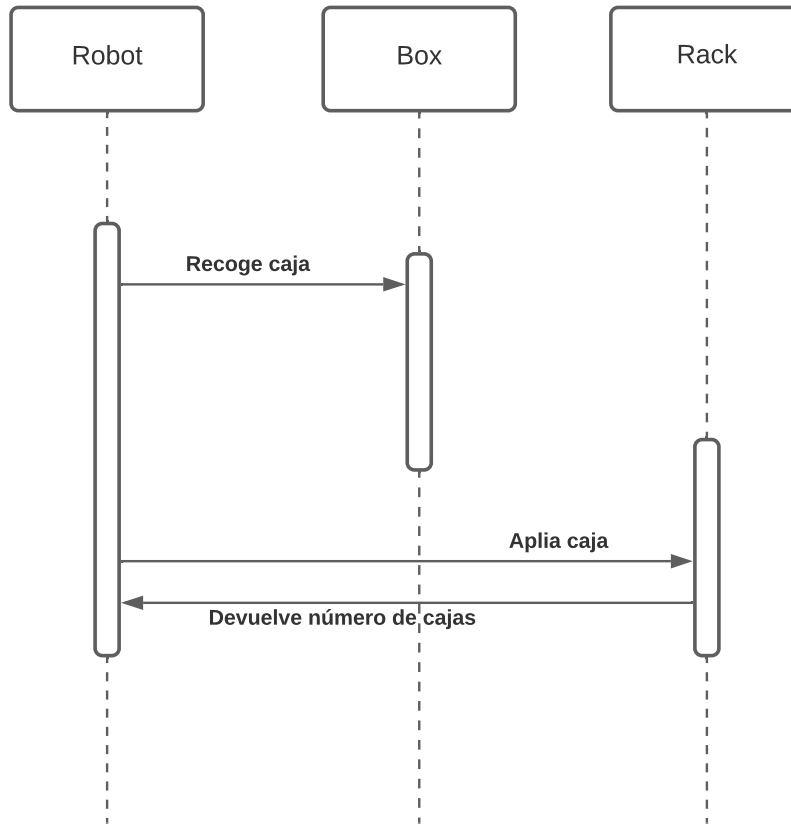 Robot
Box
Rack
Recoge caja
Aplia caja
Devuelve número de cajas